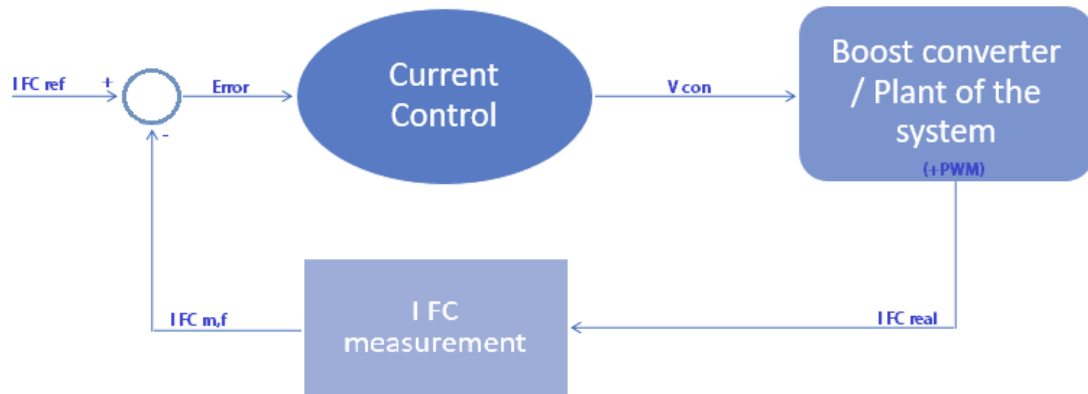 I FC ref
+
-
Error
Current
Control
V con
Boost converter
/ Plant of the
system
(+PWM)
I FC real
I FC
measurement
I FC m,f